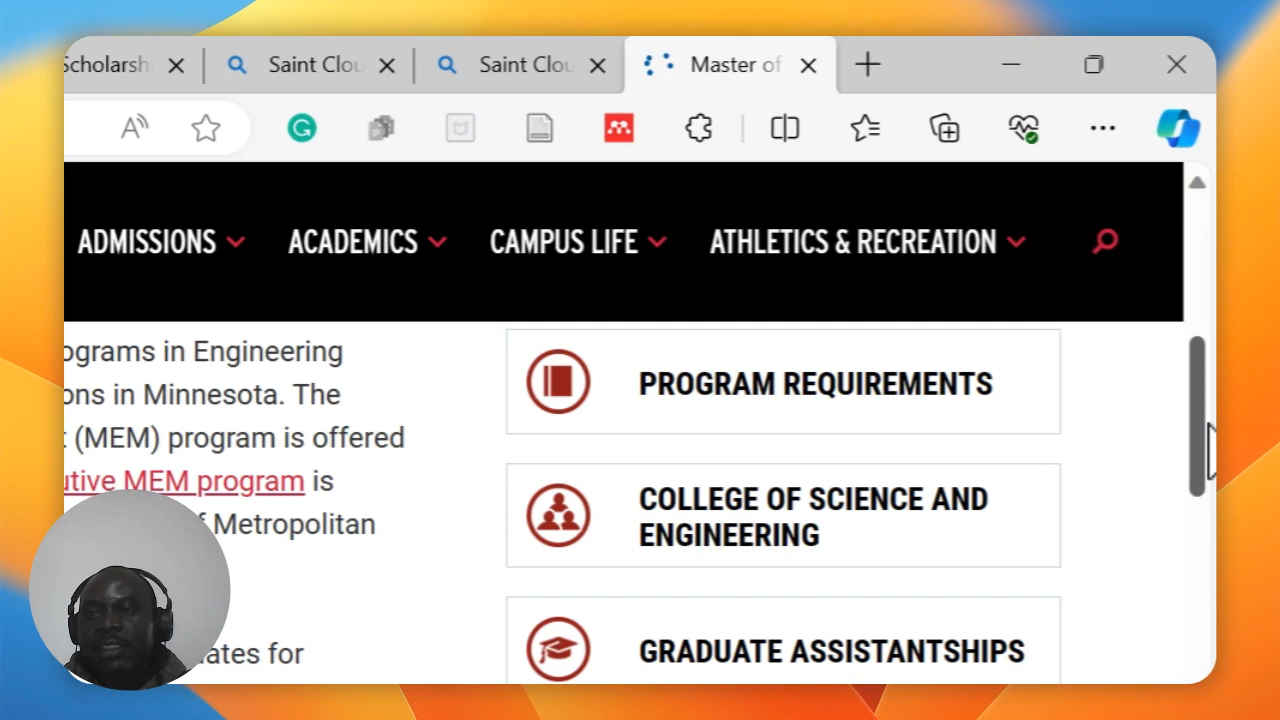 Scholarsh
Saint Clou
Saint Clou
Master of
ADMISSIONS
ACADEMICS
CAMPUS LIFE
ATHLETICS & RECREATION
ograms in Engineering
ons in Minnesota. The
t (MEM) program is offered
utive MEM program is
f Metropolitan
ates for
PROGRAM REQUIREMENTS
COLLEGE OF SCIENCE AND
ENGINEERING
GRADUATE ASSISTANTSHIPS